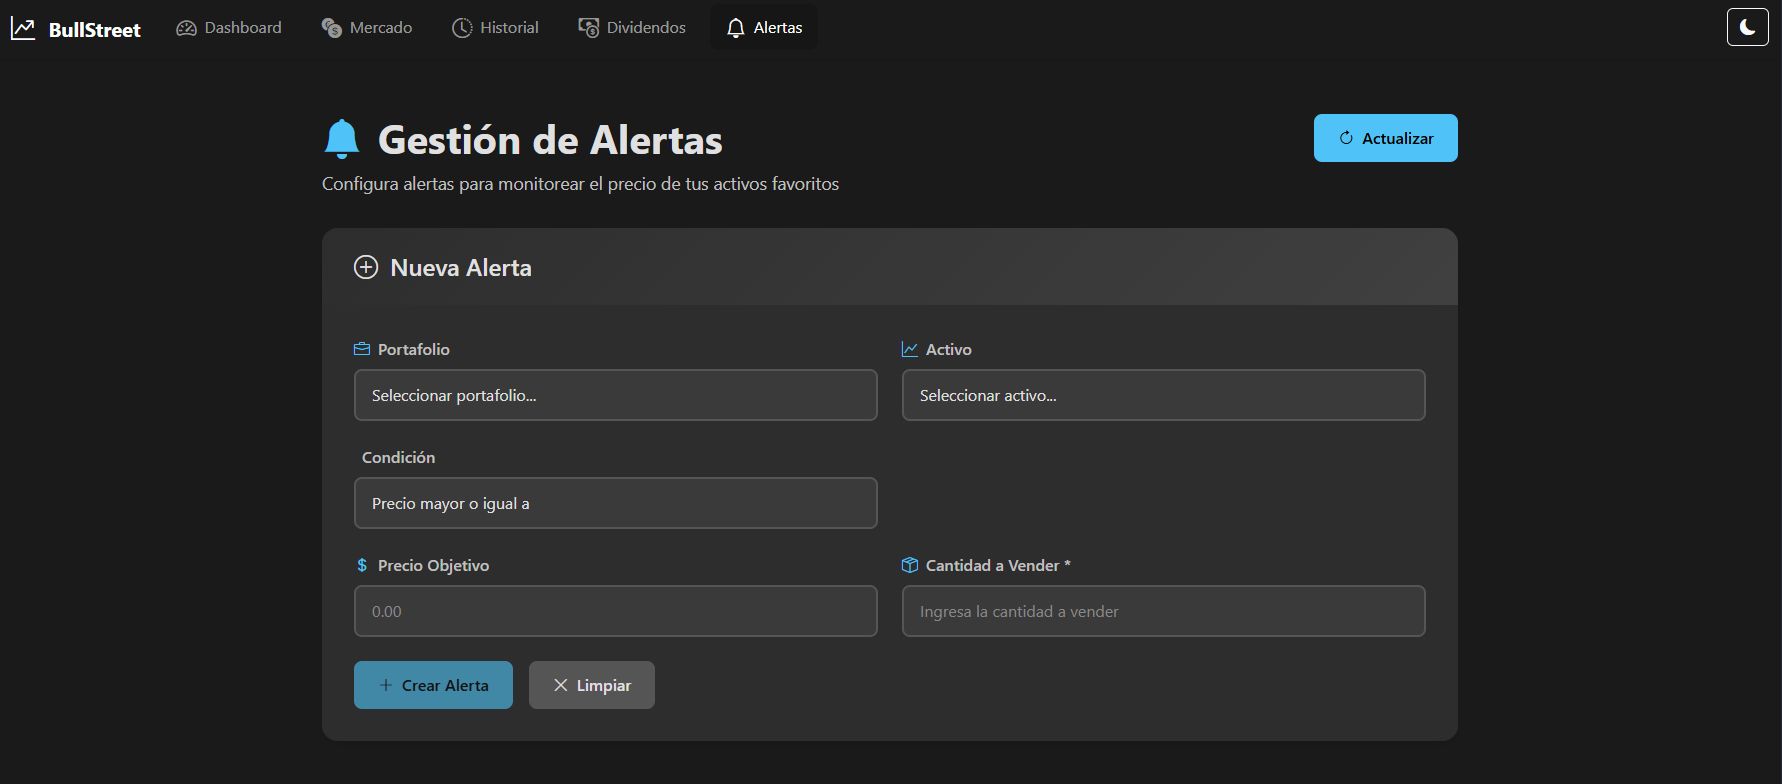 BullStreet
Dashboard
Mercado
Historial
Dividendos
Alertas
Gestión de Alertas
Actualizar
Configura alertas para monitorear el precio de tus activos favoritos
Nueva Alerta
Portafolio
Activo
Seleccionar portafolio...
Seleccionar activo...
Condición
Precio mayor o igual a
$ Precio Objetivo
Cantidad a Vender *
0.00
Ingresa la cantidad a vender
Crear Alerta
Limpiar